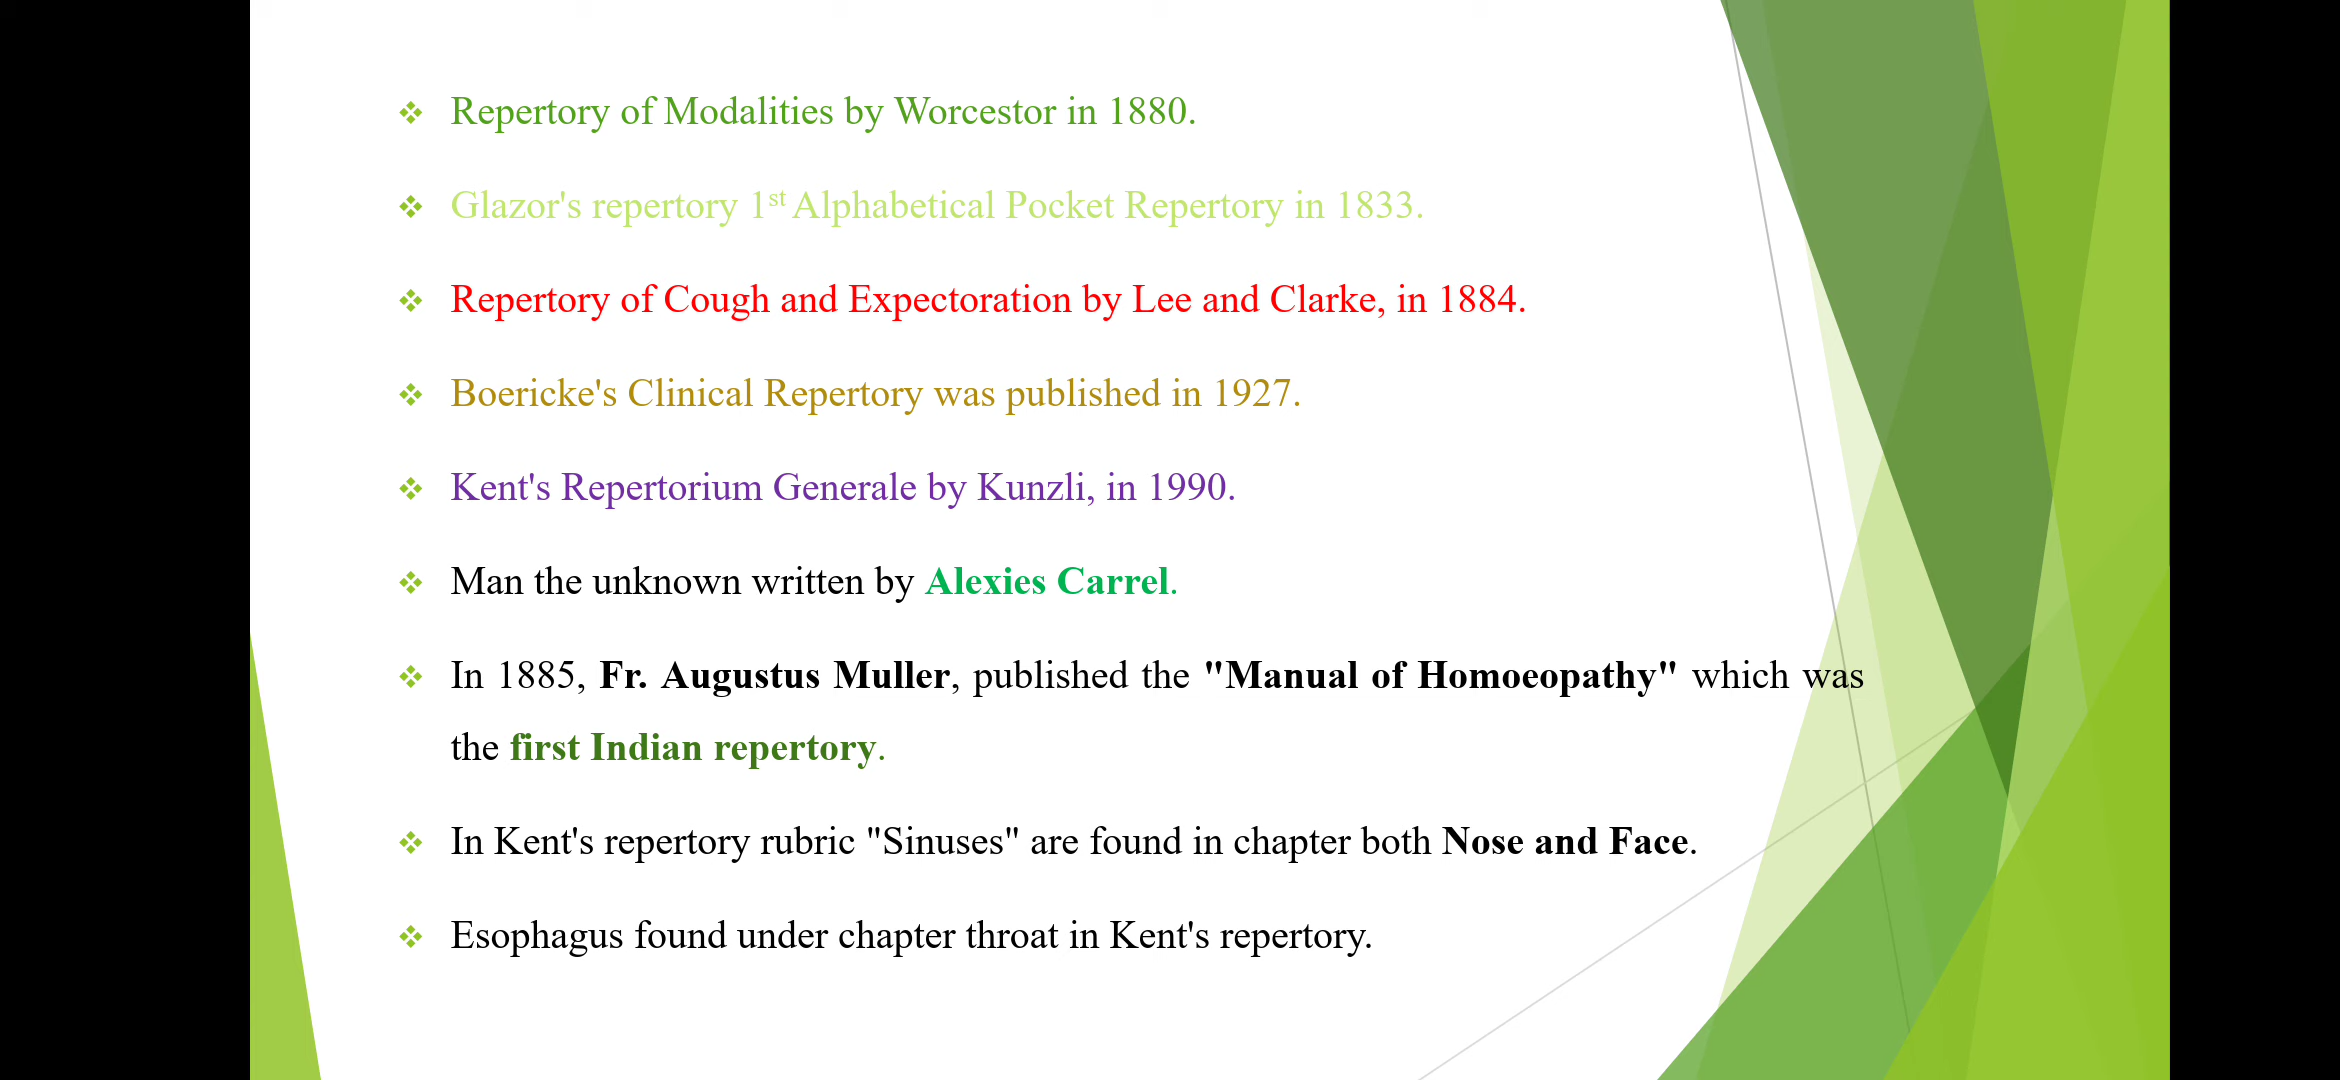 Repertory of Modalities by Worcestor in 1880.
Glazor's repertory 1st Alphabetical Pocket Repertory in 1833.
Repertory of Cough and Expectoration by Lee and Clarke, in 1884.
Boericke's Clinical Repertory was published in 1927.
Kent's Repertorium Generale by Kunzli, in 1990.
Man the unknown written by Alexies Carrel.
In 1885, Fr. Augustus Muller, published the "Manual of Homoeopathy" which was
the first Indian repertory.
In Kent's repertory rubric "Sinuses" are found in chapter both Nose and Face.
Esophagus found under chapter throat in Kent's repertory.